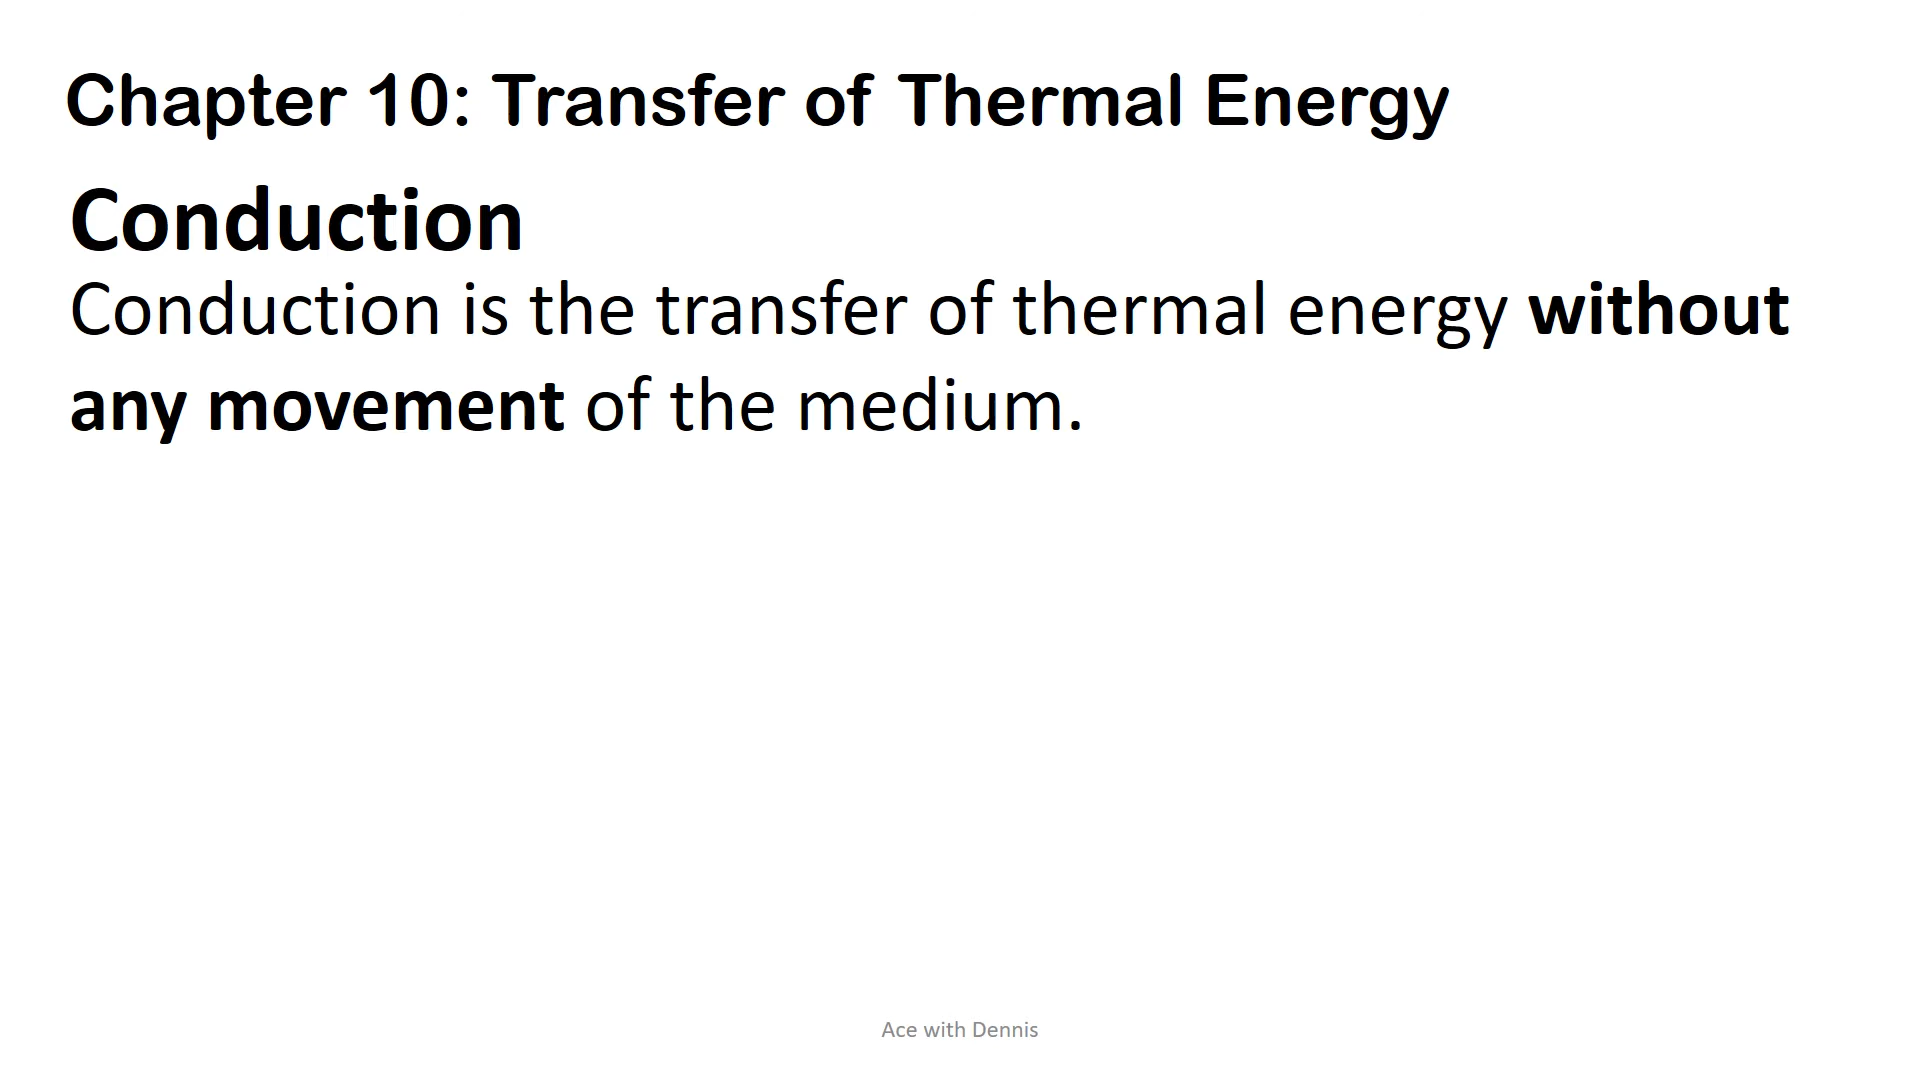 Chapter 10: Transfer of Thermal Energy
Conduction
Conduction is the transfer of thermal energy without
any movement of the medium.
Ace with Dennis